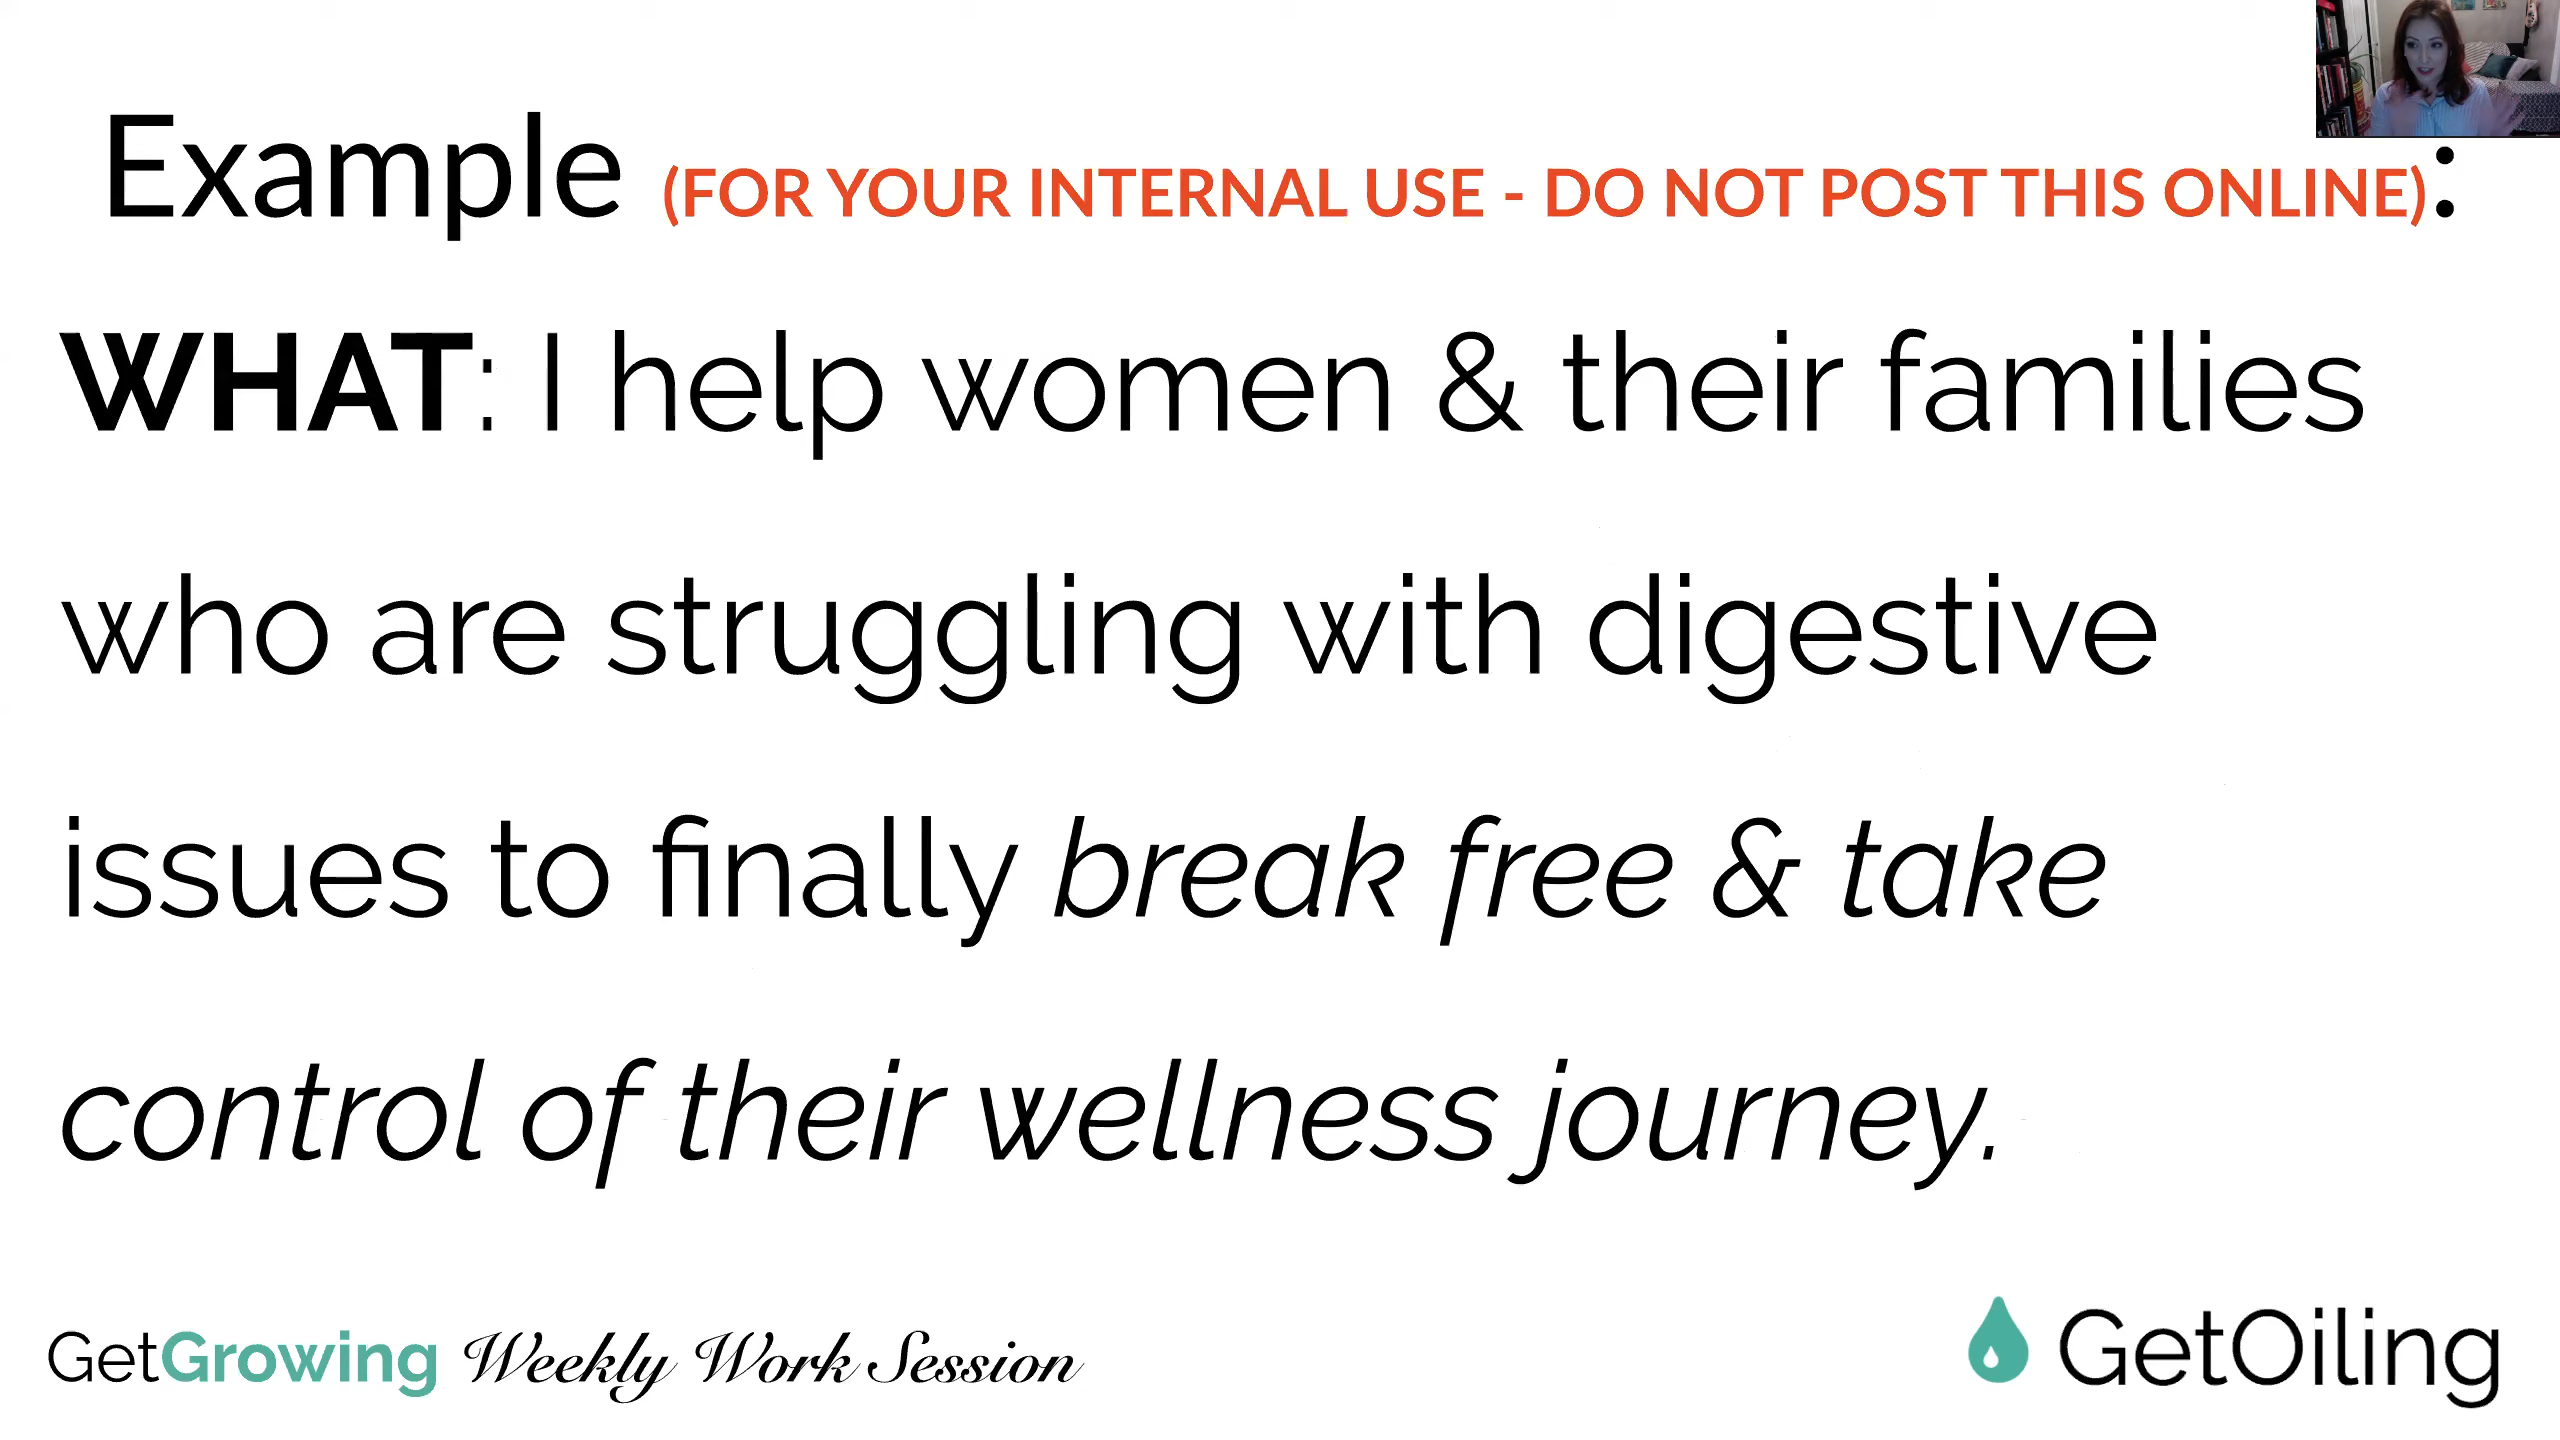 Example (FOR YOUR INTERNAL USE - DO NOT POST THIS ONLINE):
WHAT: I help women & their families
who are struggling with digestive
issues to finally break free & take
control of their wellness journey.
GetGrowing Weekly Work Session
GetOiling